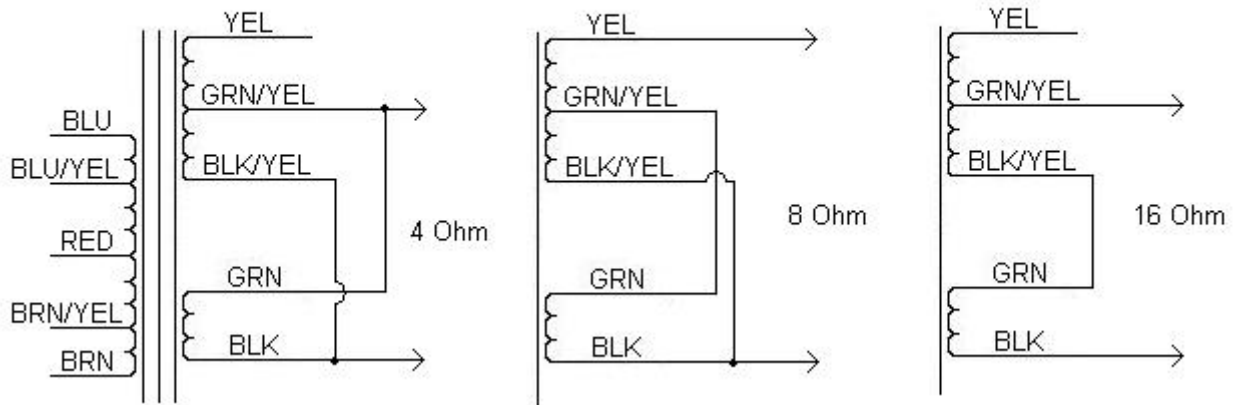 YEL
GRN/YEL
BLU
BLU/YEL
BLK/YEL
RED
4 Ohm
GRN
BRN/YEL
BLK
BRN
YEL
GRN/YEL
BLK/YEL
8 Ohm
GRN
BLK
YEL
GRN/YEL
BLK/YEL
16 Ohm
GRN
BLK